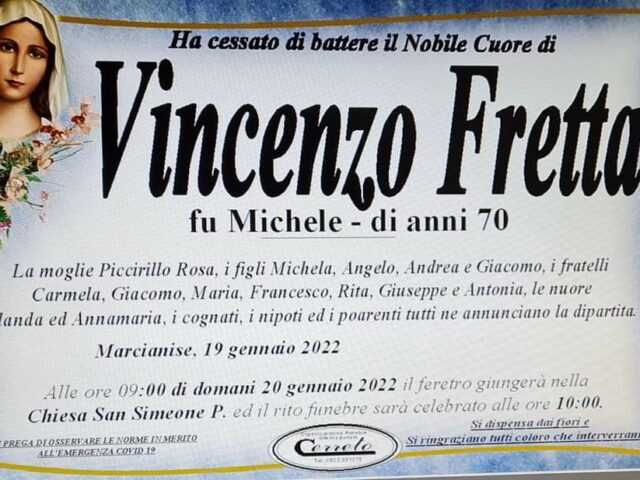 Ha cessato di battere il Nobile Cuore di
Vincenzo Fretta
fu Michele - di anni 70
La moglie Piccirillo Rosa, i figli Michela, Angelo, Andrea e Giacomo, i fratelli
Carmela, Giacomo, Maria, Francesco, Rita, Giuseppe e Antonia, le nuore
ed Annamaria, i cognati, i nipoti ed i poarenti tutti ne annunciano la dipartita.
Marcianise, 19 gennaio 2022
Alle ore 09:00 di domani 20 gennaio 2022 il feretro giungerà nella
Chiesa San Simeone P. ed il rito funebre sarà celebrato alle ore 10:00.
Si dispensa dai fiori e
PREGA DI OSSERVARE LE NORME IN MERITO
ALL'EMERGENZA COVID 19
Si ringraziano tutti coloro che interverranno
Correto